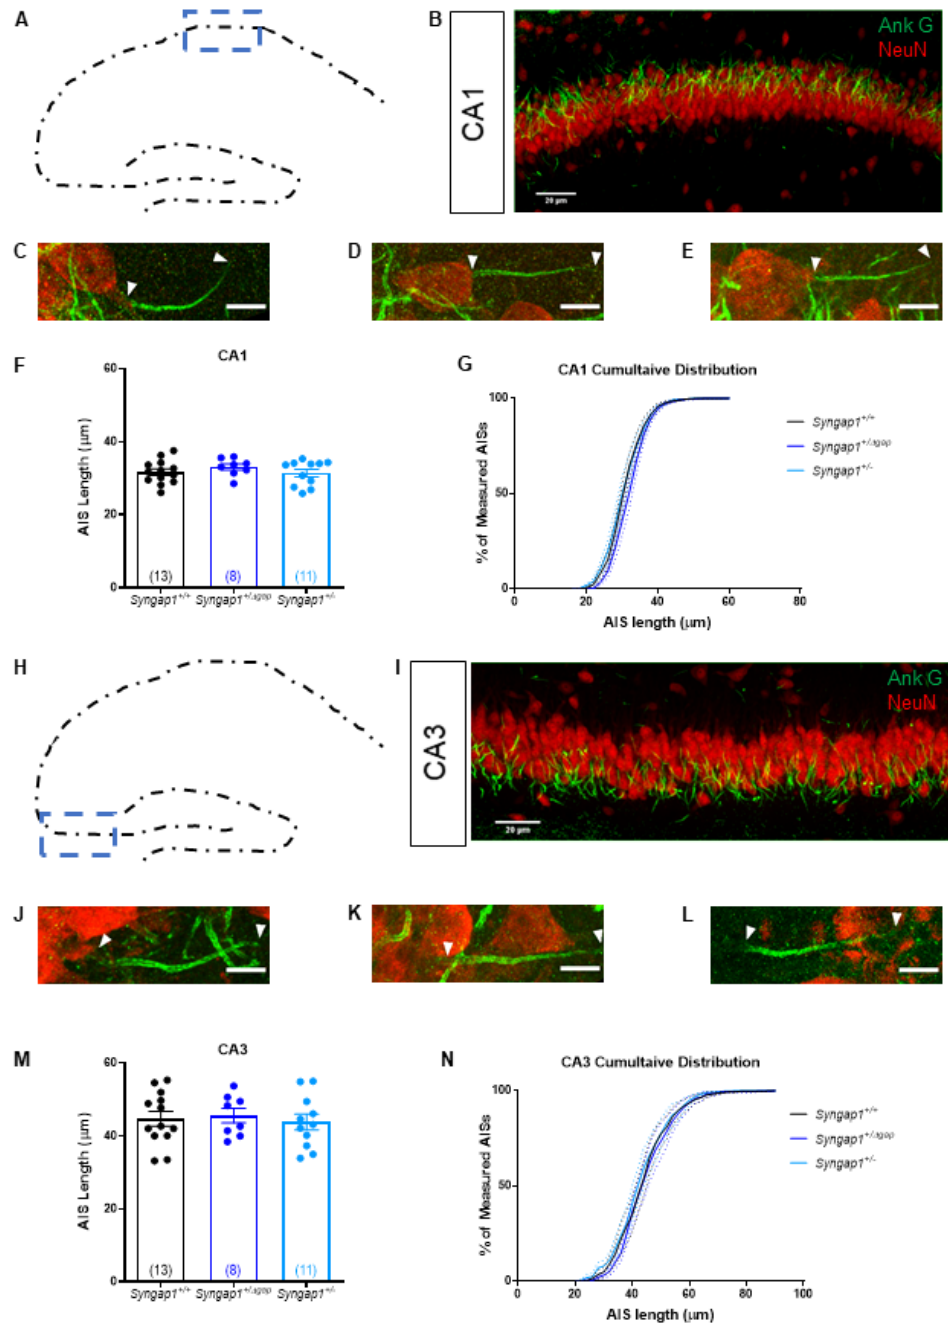 A
B
CA1
Ank G
NeuN
20 µm
C
D
E
F
CA1
AIS Length (µm)
60
40
20
0
(13)
(8)
(11)
Syngap1+/+
Syngap1+/Δgap
Syngap1+/-
G
CA1 Cumultaive Distribution
% of Measured AISs
100
50
0
0
20
40
60
80
AIS length (µm)
Syngap1+/+
Syngap1+/Δgap
Syngap1+/-
H
I
CA3
Ank G
NeuN
20 µm
J
K
L
M
CA3
AIS Length (µm)
60
40
20
0
(13)
(8)
(11)
Syngap1+/+
Syngap1+/Δgap
Syngap1+/-
N
CA3 Cumultaive Distribution
% of Measured AISs
100
50
0
0
20
40
60
80
100
AIS length (µm)
Syngap1+/+
Syngap1+/Δgap
Syngap1+/-